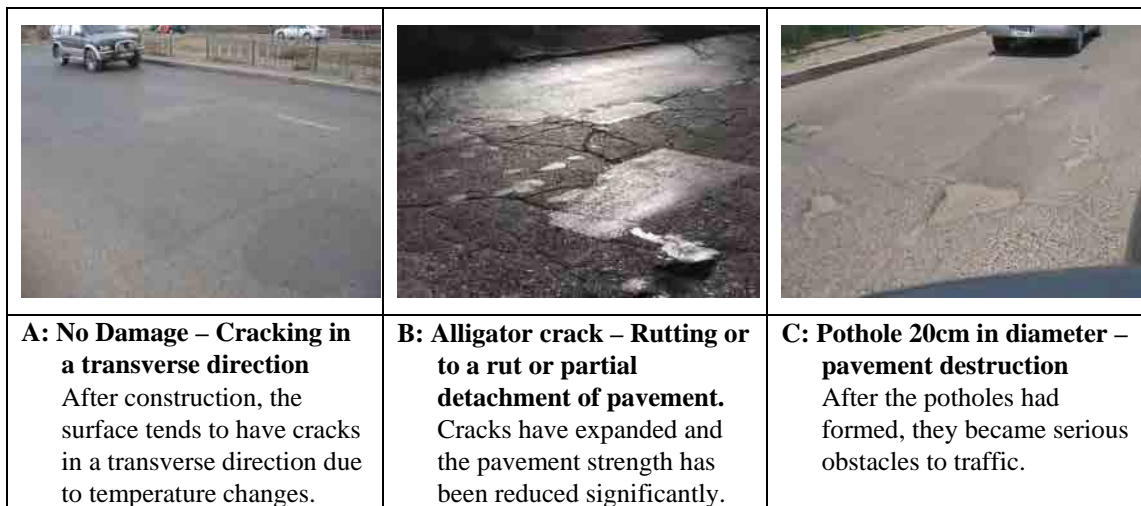 A: No Damage – Cracking in
a transverse direction
After construction, the
surface tends to have cracks
in a transverse direction due
to temperature changes.
B: Alligator crack – Rutting or
to a rut or partial
detachment of pavement.
Cracks have expanded and
the pavement strength has
been reduced significantly.
C: Pothole 20cm in diameter –
pavement destruction
After the potholes had
formed, they became serious
obstacles to traffic.